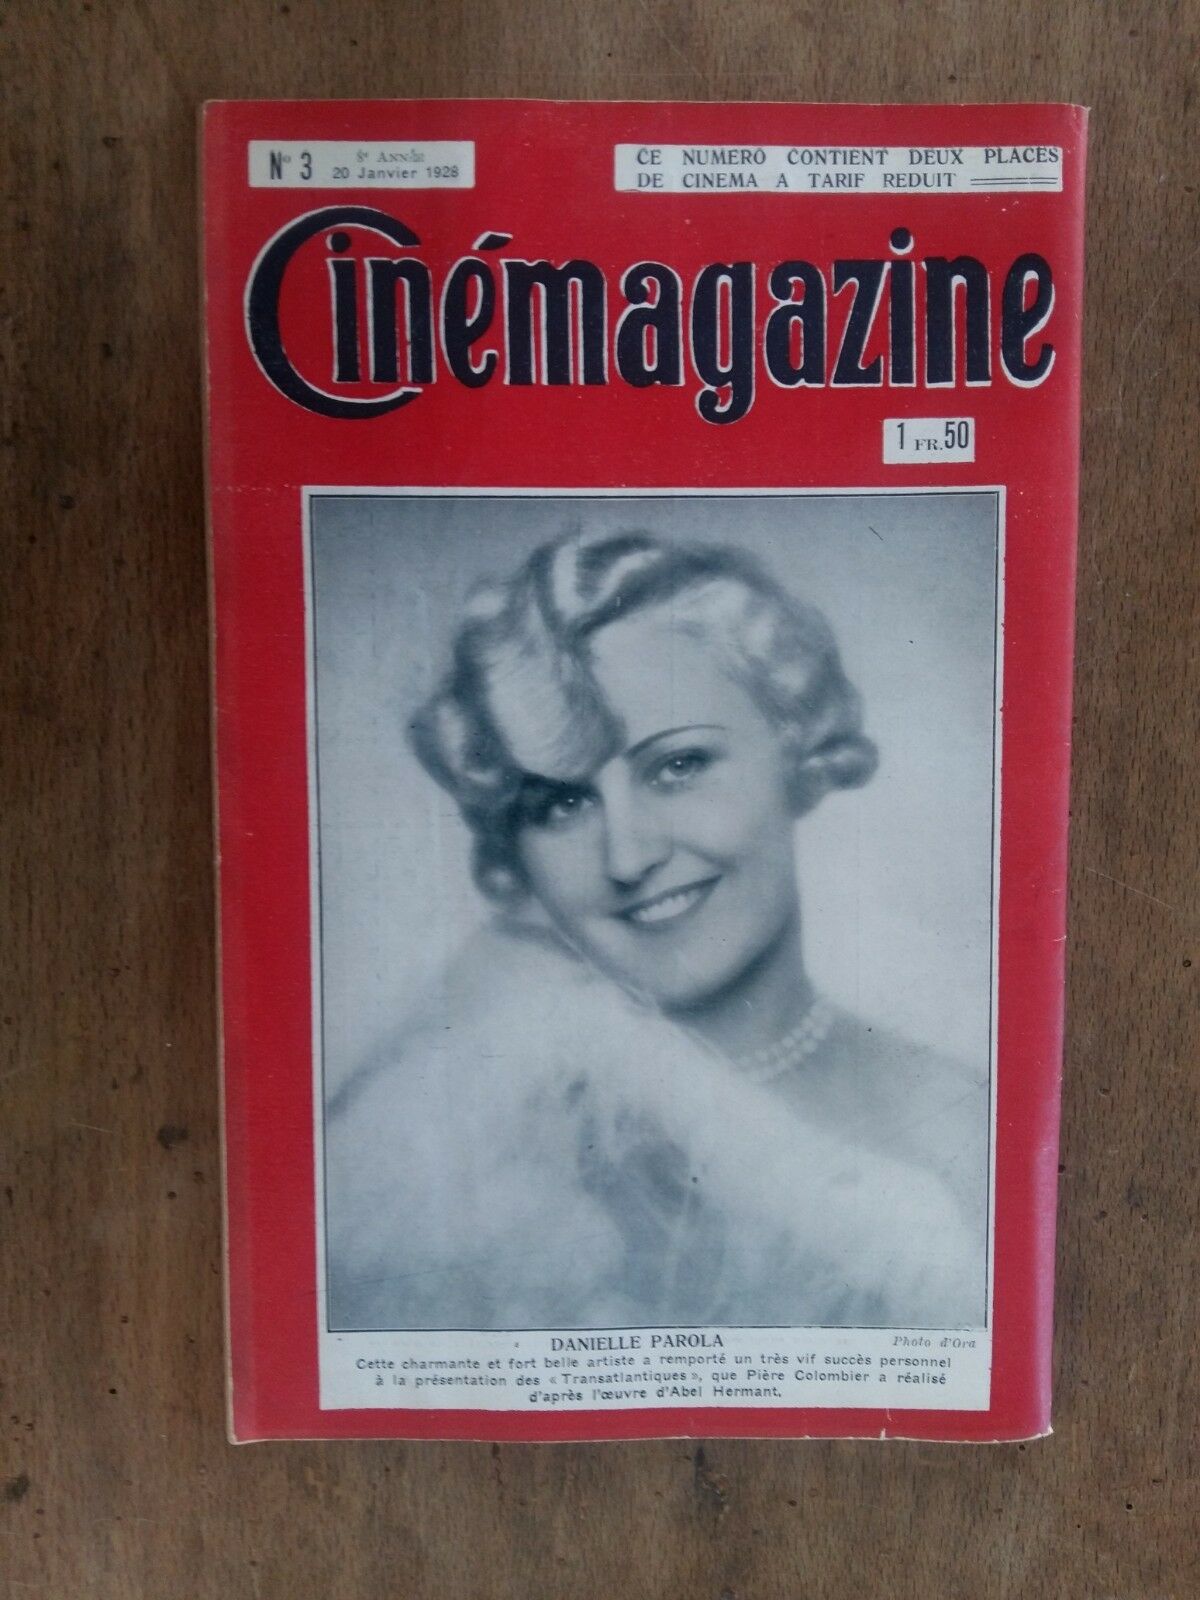 N° 3
8e ANNÉE
20 Janvier 1928
CE NUMERO CONTIENT DEUX PLACES
DE CINEMA A TARIF REDUIT
Cinémagazine
1 FR. 50
DANIELLE PAROLA
Photo d'Ora
Cette charmante et fort belle artiste a remporté un très vif succès personnel
à la présentation des « Transatlantiques », que Pière Colombier a réalisé
d'après l'œuvre d'Abel Hermant.